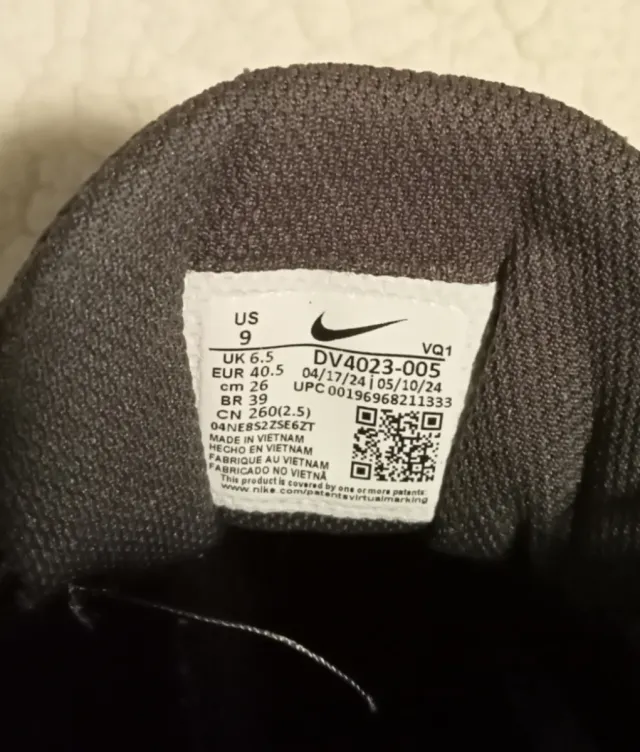 US
9
VQ1
UK 6.5
DV4023-005
EUR 40.5
04/17/24 | 05/10/24
cm 26
UPC 00196968211333
BR 39
CN 260(2.5)
04NE8S2ZSE6ZT
MADE IN VIETNAM
HECHO EN VIETNAM
FABRIQUE AU VIETNAM
FABRICADO NO VIETNÃ
This product is covered by one or more patents:
www.nike.com/patentsvirtualmarking